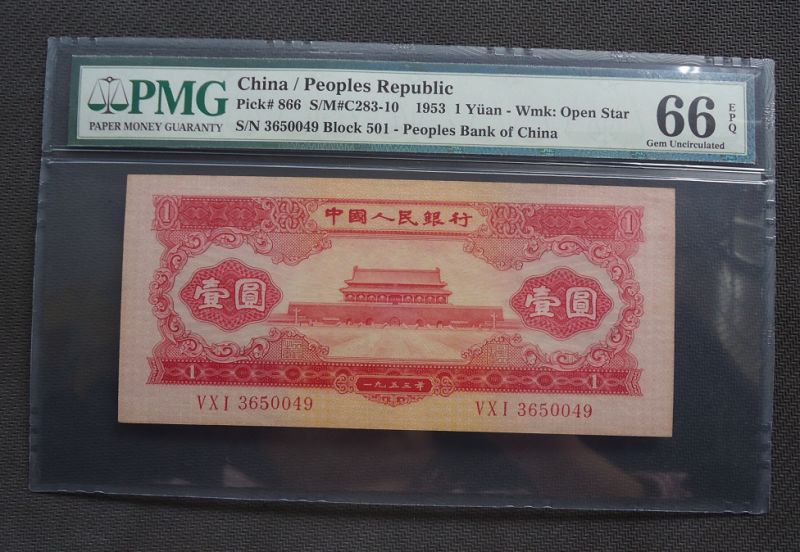 PMG
PAPER MONEY GUARANTY
China / Peoples Republic
Pick# 866 S/M#C283-10 1953 1 Yüan - Wmk: Open Star
S/N 3650049 Block 501 - Peoples Bank of China
66 EPQ
Gem Uncirculated
1 中國人民銀行 1
壹圓 壹圓
1 一九五三年 1
VXI 3650049 VXI 3650049